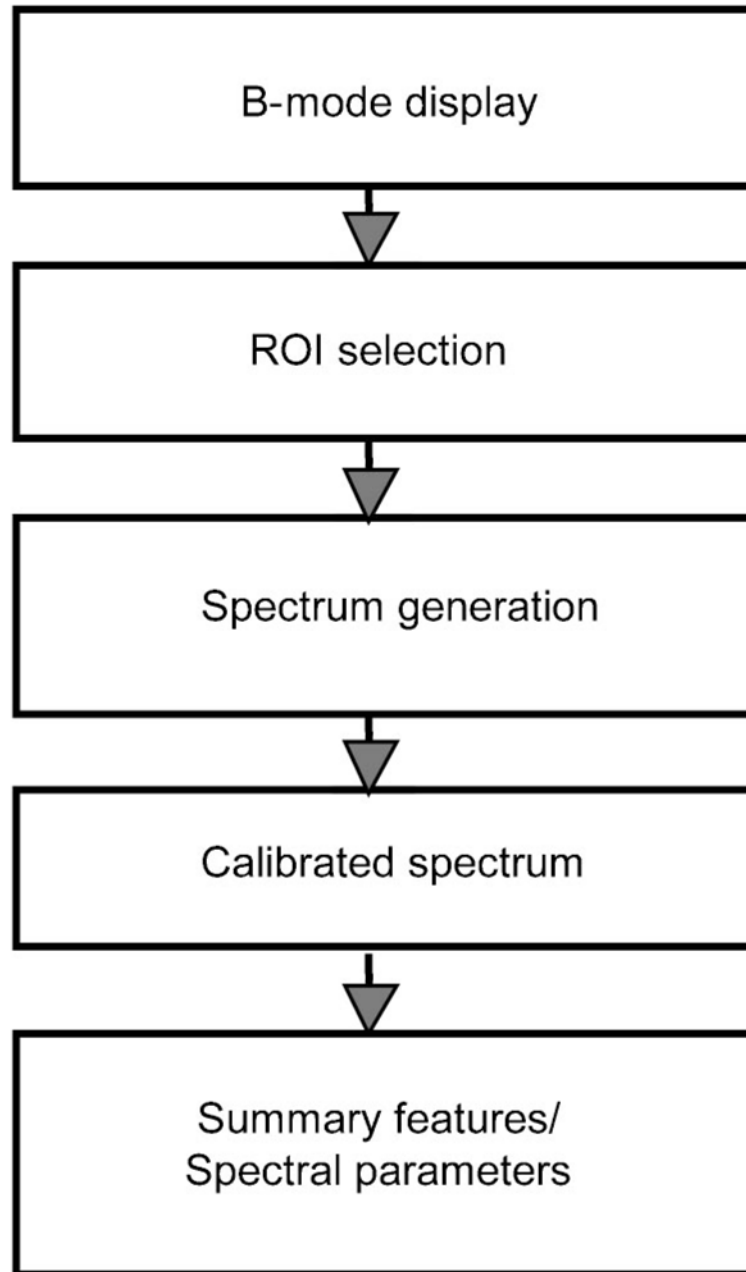 B-mode display
ROI selection
Spectrum generation
Calibrated spectrum
Summary features/
Spectral parameters